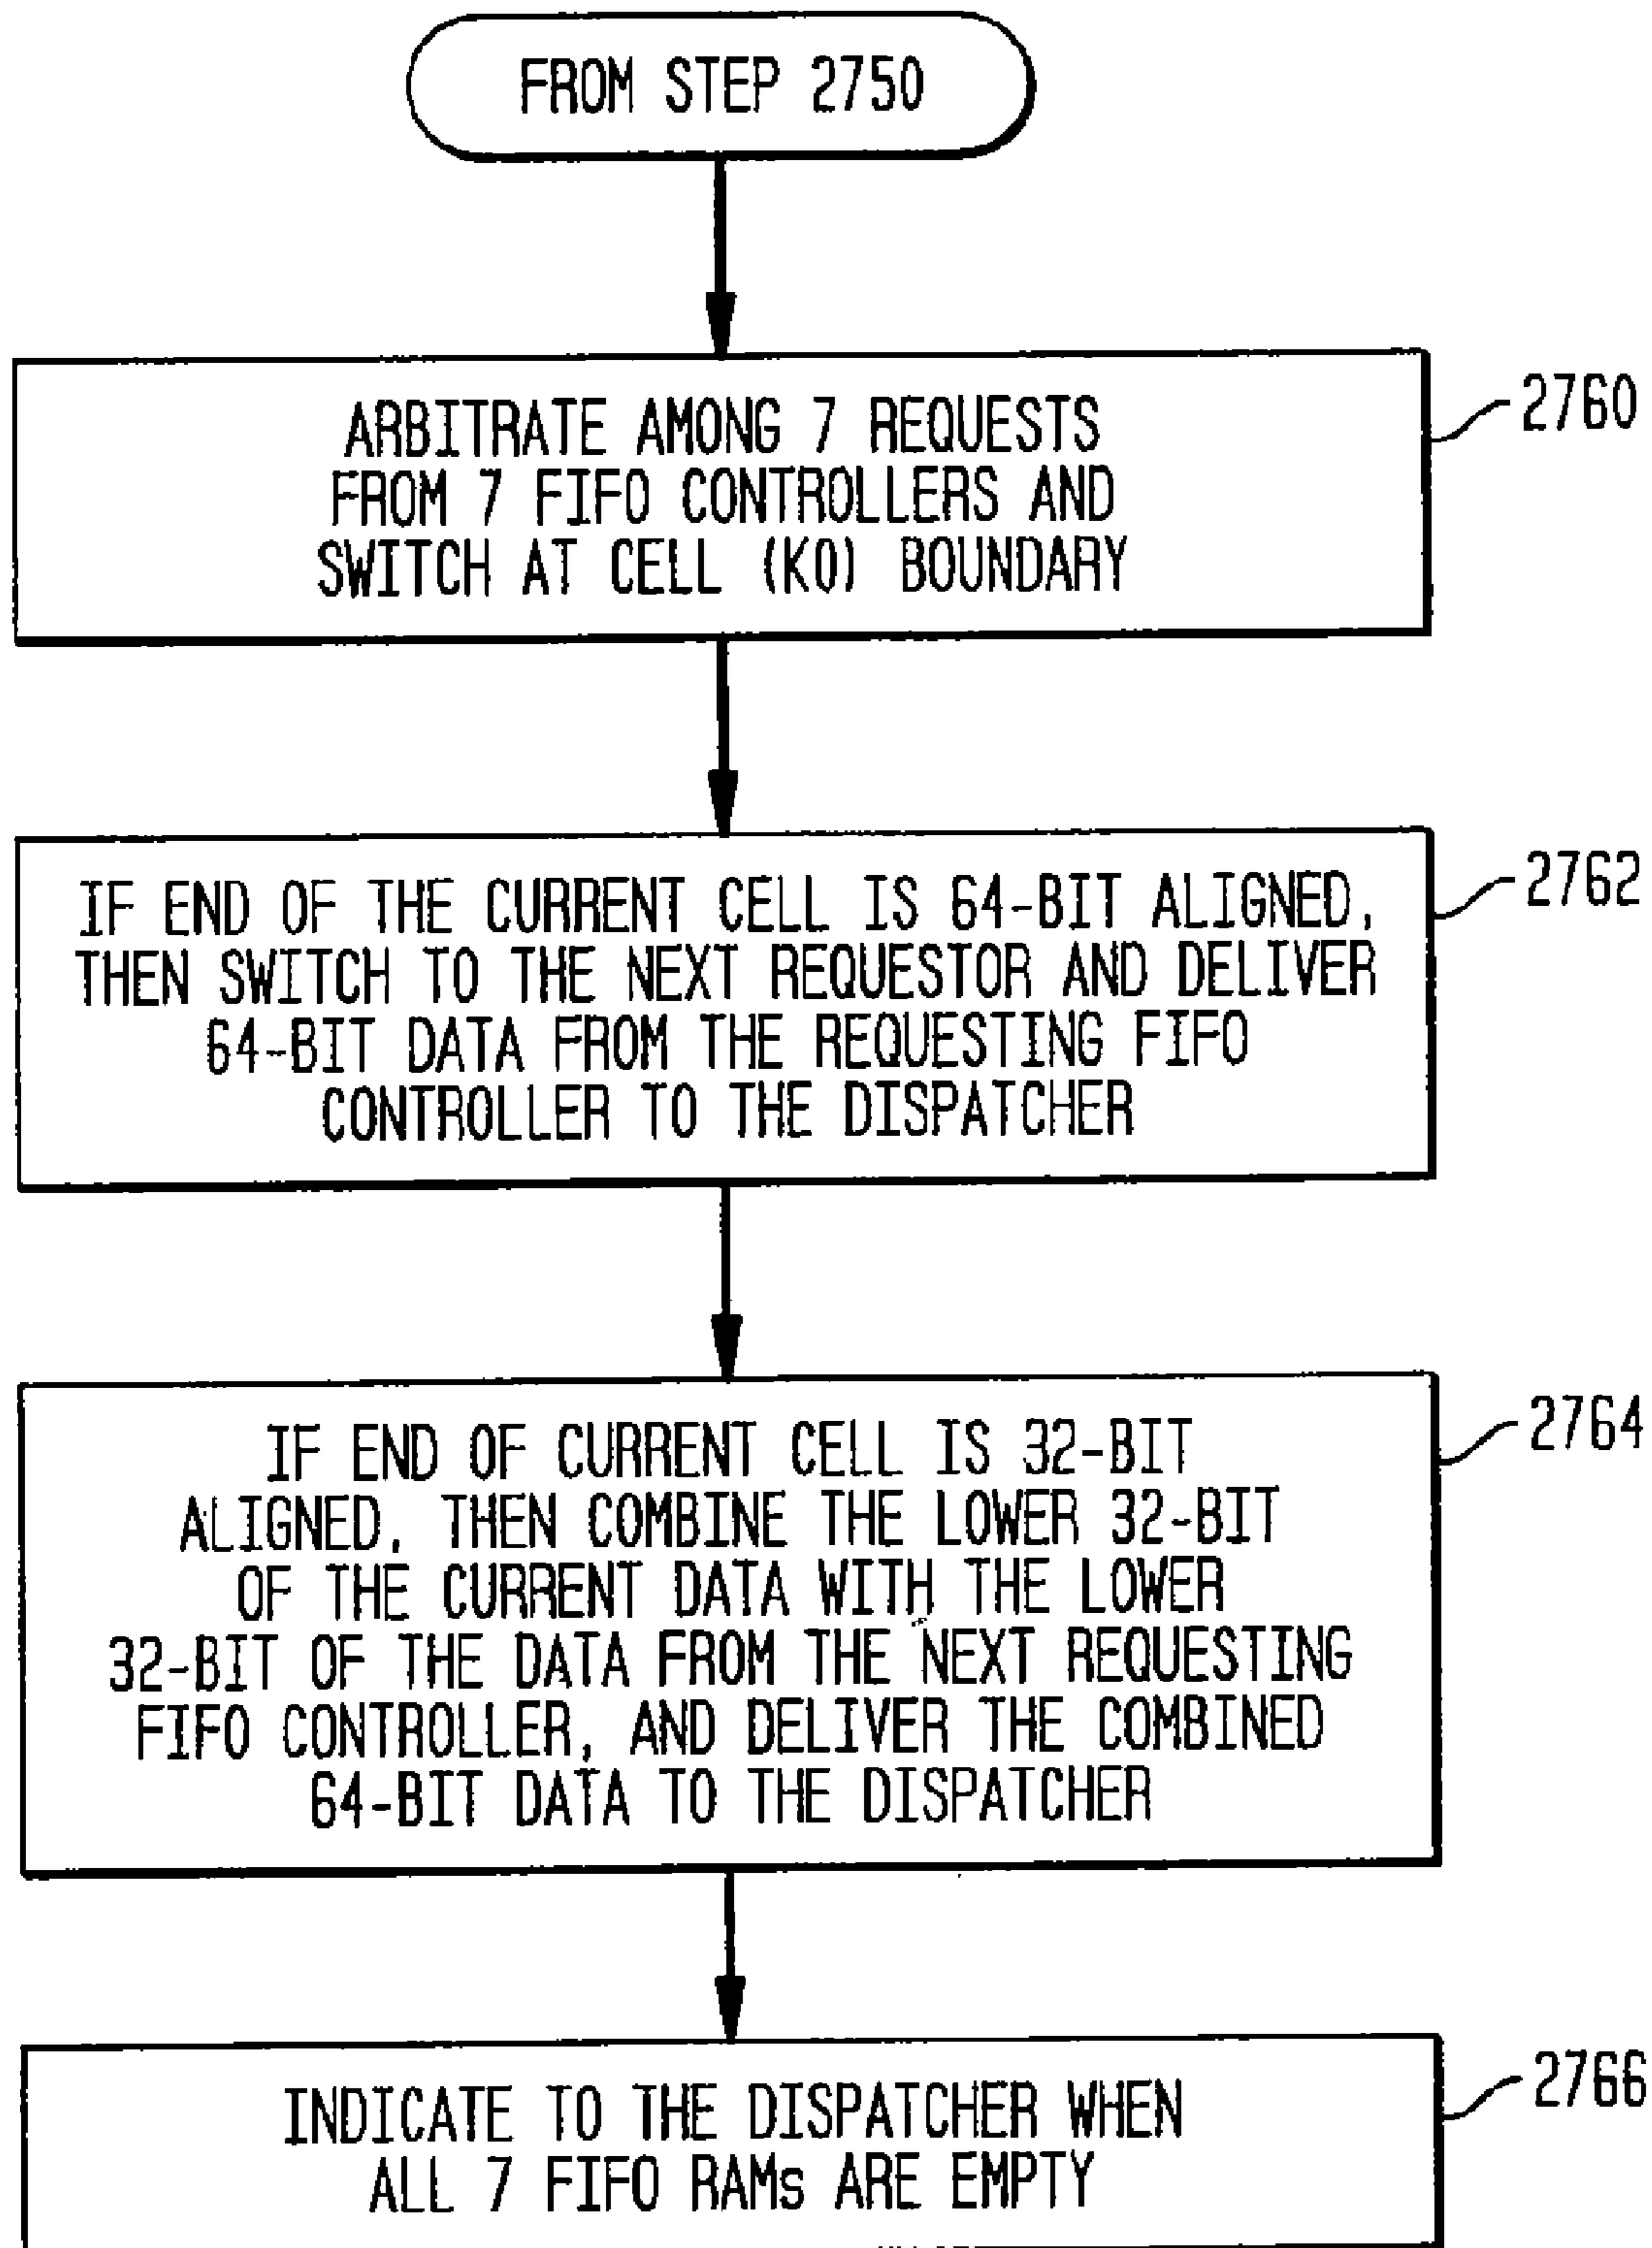 FROM STEP 2750
ARBITRATE AMONG 7 REQUESTS
FROM 7 FIFO CONTROLLERS AND
SWITCH AT CELL (K0) BOUNDARY
2760
IF END OF THE CURRENT CELL IS 64-BIT ALIGNED,
THEN SWITCH TO THE NEXT REQUESTOR AND DELIVER
64-BIT DATA FROM THE REQUESTING FIFO
CONTROLLER TO THE DISPATCHER
2762
IF END OF CURRENT CELL IS 32-BIT
ALIGNED, THEN COMBINE THE LOWER 32-BIT
OF THE CURRENT DATA WITH THE LOWER
32-BIT OF THE DATA FROM THE NEXT REQUESTING
FIFO CONTROLLER, AND DELIVER THE COMBINED
64-BIT DATA TO THE DISPATCHER
2764
INDICATE TO THE DISPATCHER WHEN
ALL 7 FIFO RAMs ARE EMPTY
2766